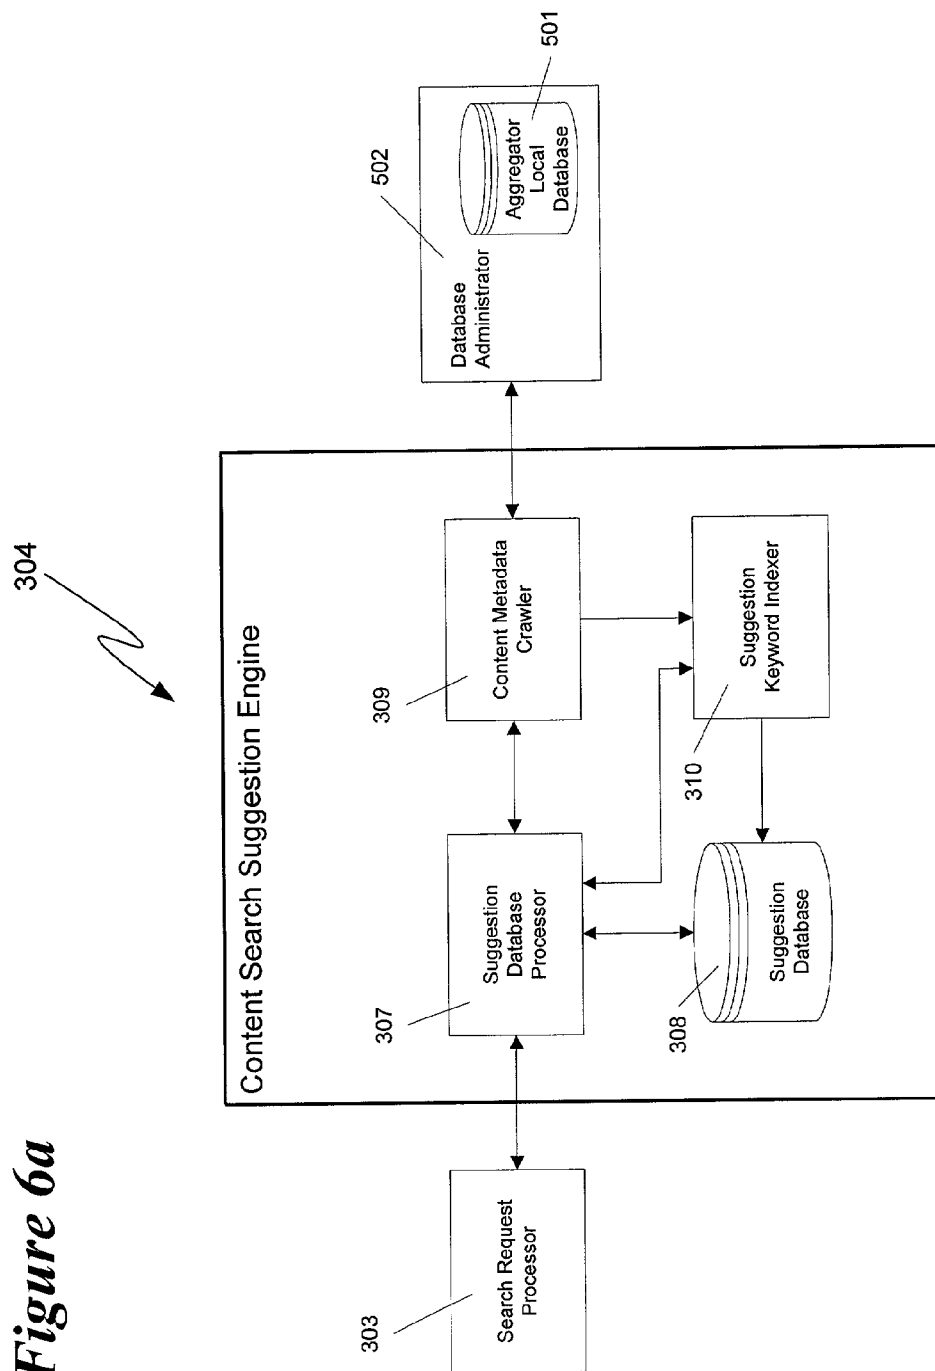 Figure 6a
304
Content Search Suggestion Engine
303
Search Request
Processor
307
Suggestion
Database
Processor
309
Content Metadata
Crawler
502
Database
Administrator
501
Aggregator
Local
Database
308
Suggestion
Database
310
Suggestion
Keyword Indexer